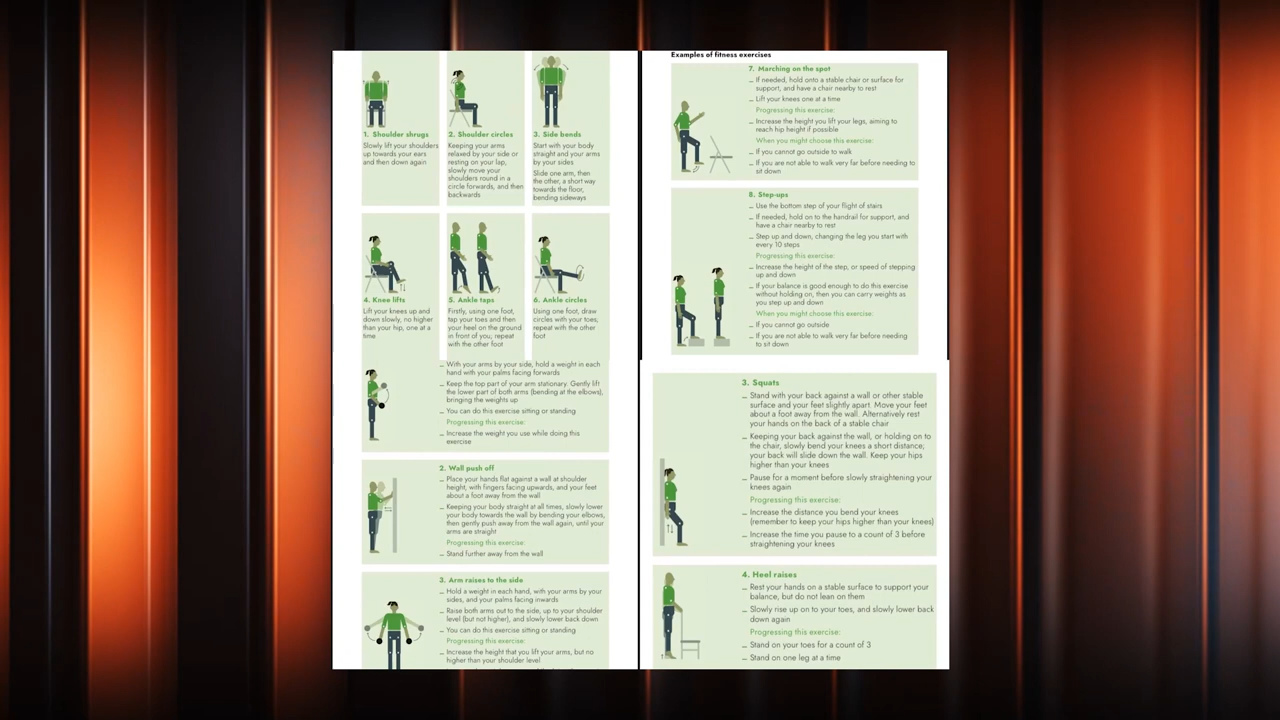 1. Shoulder shrugs
Slowly lift your shoulders
up towards your ears
and then down again
2. Shoulder circles
Keeping your arms
relaxed by your side or
resting on your lap,
slowly move your
shoulders round in a
circle forwards, and then
backwards
3. Side bends
Start with your body
straight and your arms
by your sides
Slide one arm, then
the other, a short way
towards the floor,
bending sideways
4. Knee lifts
Lift your knees up and
down slowly, no higher
than your hip, one at a
time
5. Ankle taps
Firstly, using one foot,
tap your toes and then
your heel on the ground
in front of you; repeat
with the other foot
6. Ankle circles
Using one foot, draw
circles with your toes;
repeat with the other
foot
– With your arms by your side, hold a weight in each
hand with your palms facing forwards
– Keep the top part of your arm stationary. Gently lift
the lower part of both arms (bending at the elbows),
bringing the weights up
– You can do this exercise sitting or standing
Progressing this exercise:
– Increase the weight you use while doing this
exercise
2. Wall push off
– Place your hands flat against a wall at shoulder
height, with fingers facing upwards, and your feet
about a foot away from the wall
– Keeping your body straight at all times, slowly lower
your body towards the wall by bending your elbows,
then gently push away from the wall again, until your
arms are straight
Progressing this exercise:
– Stand further away from the wall
3. Arm raises to the side
– Hold a weight in each hand, with your arms by your
sides, and your palms facing inwards
– Raise both arms out to the side, up to your shoulder
level (but not higher), and slowly lower back down
– You can do this exercise sitting or standing
Progressing this exercise:
– Increase the height that you lift your arms, but no
higher than your shoulder level
Examples of fitness exercises
7. Marching on the spot
– If needed, hold onto a stable chair or surface for
support, and have a chair nearby to rest
– Lift your knees one at a time
Progressing this exercise:
– Increase the height you lift your legs, aiming to
reach hip height if possible
When you might choose this exercise:
– If you cannot go outside to walk
– If you are not able to walk very far before needing to
sit down
8. Step-ups
– Use the bottom step of your flight of stairs
– If needed, hold on to the handrail for support, and
have a chair nearby to rest
– Step up and down, changing the leg you start with
every 10 steps
Progressing this exercise:
– Increase the height of the step, or speed of stepping
up and down
– If your balance is good enough to do this exercise
without holding on, then you can carry weights as
you step up and down
When you might choose this exercise:
– If you cannot go outside
– If you are not able to walk very far before needing
to sit down
3. Squats
– Stand with your back against a wall or other stable
surface and your feet slightly apart. Move your feet
about a foot away from the wall. Alternatively rest
your hands on the back of a stable chair
– Keeping your back against the wall, or holding on to
the chair, slowly bend your knees a short distance;
your back will slide down the wall. Keep your hips
higher than your knees
– Pause for a moment before slowly straightening your
knees again
Progressing this exercise:
– Increase the distance you bend your knees
(remember to keep your hips higher than your knees)
– Increase the time you pause to a count of 3 before
straightening your knees
4. Heel raises
– Rest your hands on a stable surface to support your
balance, but do not lean on them
– Slowly rise up on to your toes, and slowly lower back
down again
Progressing this exercise:
– Stand on your toes for a count of 3
– Stand on one leg at a time